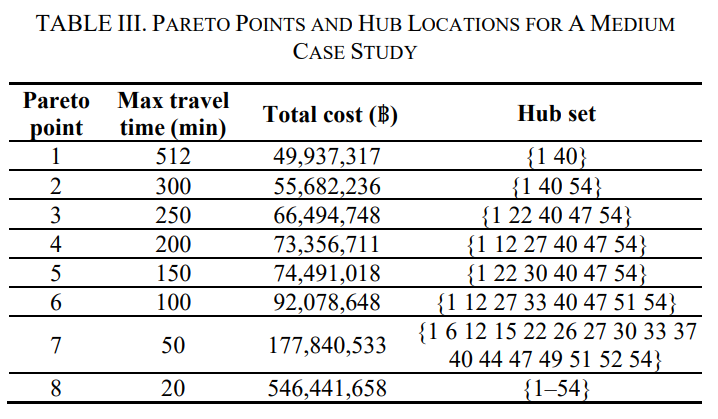 TABLE III. PARETO POINTS AND HUB LOCATIONS FOR A MEDIUM
CASE STUDY
Pareto point Max travel time (min) Total cost (฿) Hub set
1 512 49,937,317 {1 40}
2 300 55,682,236 {1 40 54}
3 250 66,494,748 {1 22 40 47 54}
4 200 73,356,711 {1 12 27 40 47 54}
5 150 74,491,018 {1 22 30 40 47 54}
6 100 92,078,648 {1 12 27 33 40 47 51 54}
7 50 177,840,533 {1 6 12 15 22 26 27 30 33 37
40 44 47 49 51 52 54}
8 20 546,441,658 {1–54}